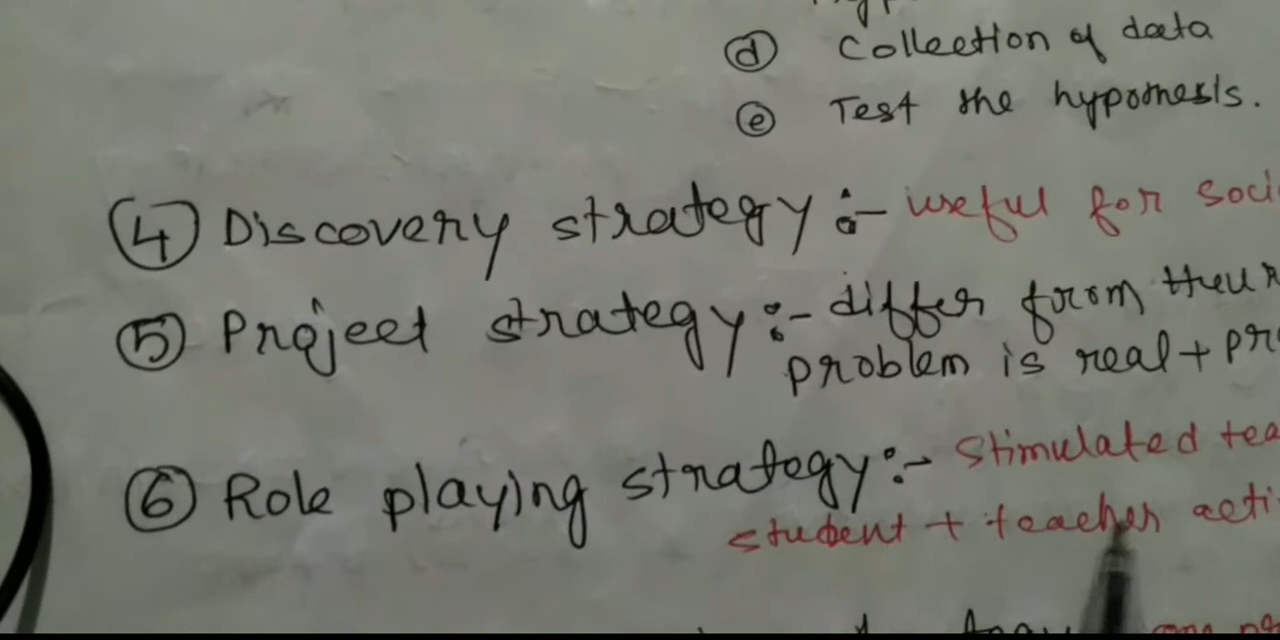 ⓓ Collection of data
ⓔ Test the hypothesis.
④ Discovery strategy :- useful for
⑤ Project strategy :- differ from
problem is real +
⑥ Role playing strategy :- Stimulated
student + teacher